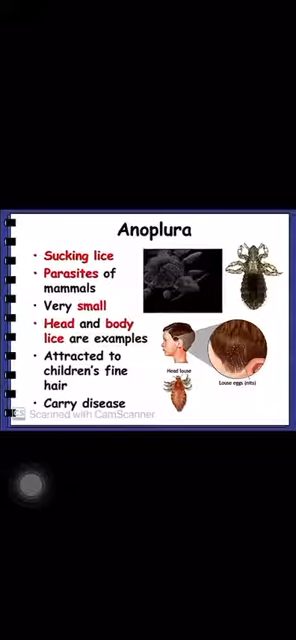 Anoplura
• Sucking lice
• Parasites of
mammals
• Very small
• Head and body
lice are examples
• Attracted to
children's fine
hair
• Carry disease
Head louse
Louse eggs (nits)
CS Scanned with CamScanner